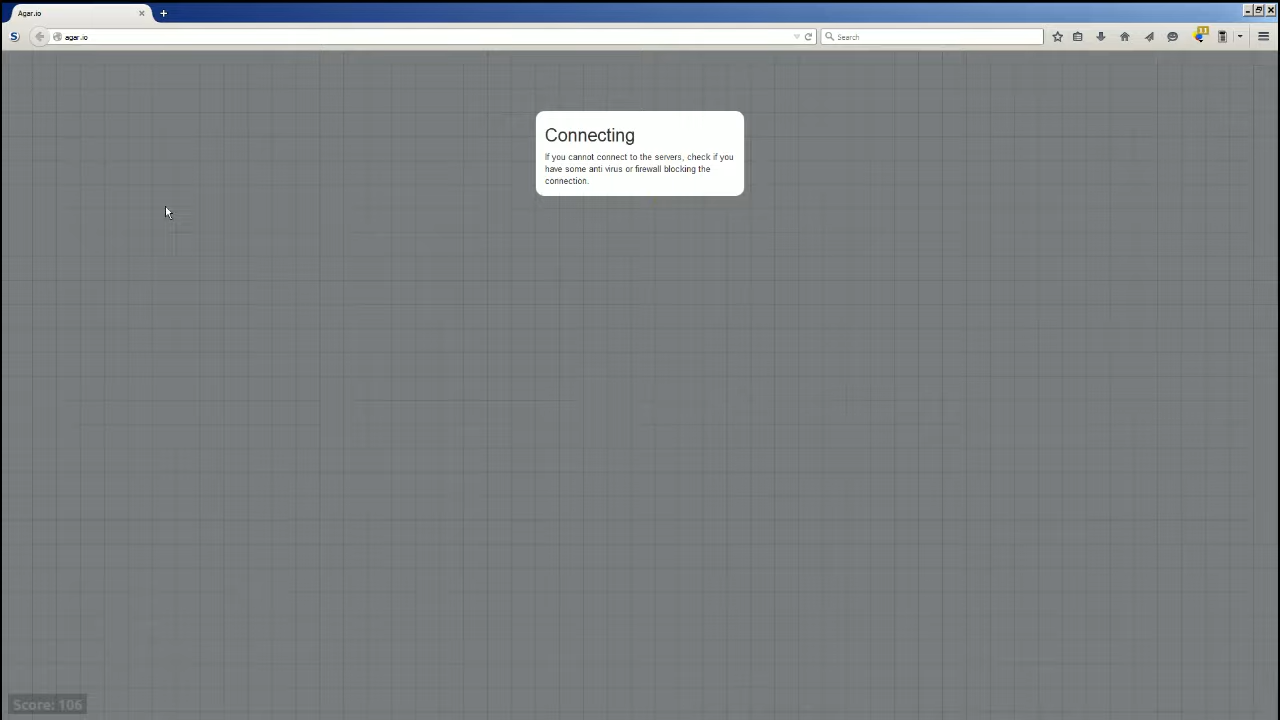 Agar.io
agar.io
Search
11
Connecting
If you cannot connect to the servers, check if you
have some anti virus or firewall blocking the
connection.
Score: 106